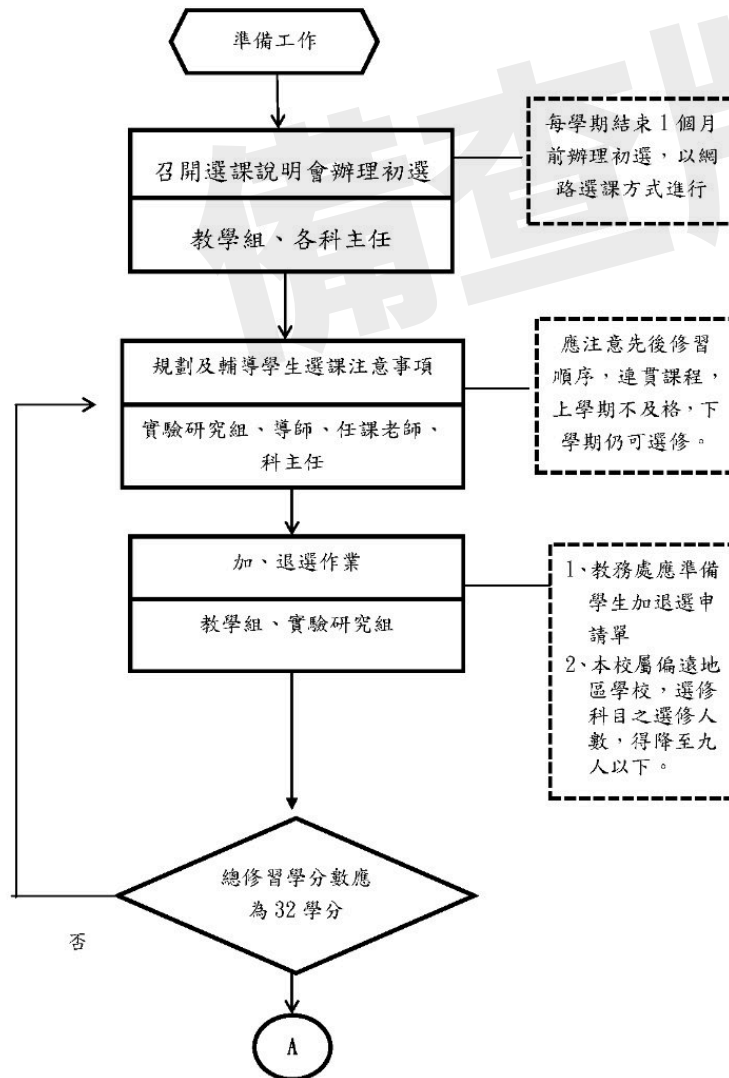 準備工作
每學期結束 1 個月
前辦理初選，以網
路選課方式進行
召開選課說明會辦理初選
教學組、各科主任
規劃及輔導學生選課注意事項
實驗研究組、導師、任課老師、
科主任
應注意先後修習
順序，連貫課程，
上學期不及格，下
學期仍可選修。
加、退選作業
教學組、實驗研究組
1、教務處應準備
學生加退選申
請單
2、本校屬偏遠地
區學校，選修
科目之選修人
數，得降至九
人以下。
總修習學分數應
為 32 學分
否
A
備查版